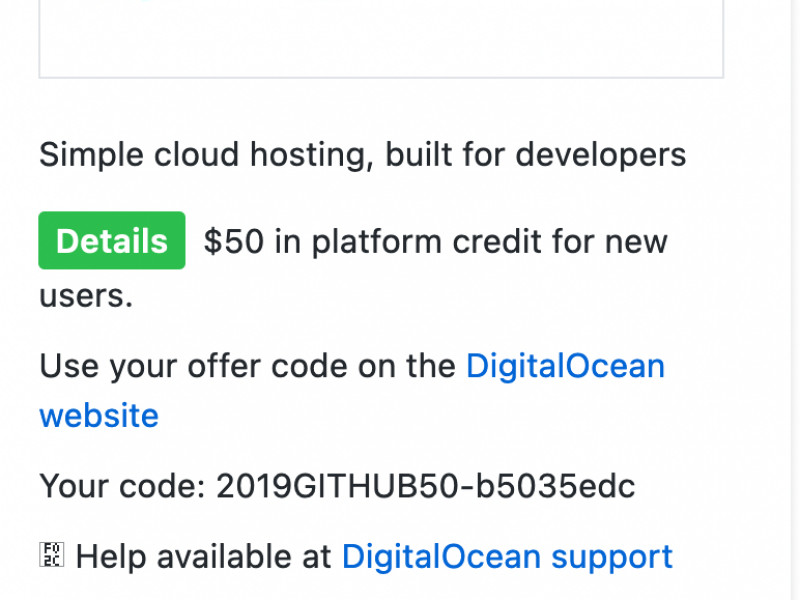 Simple cloud hosting, built for developers
Details $50 in platform credit for new
users.
Use your offer code on the DigitalOcean
website
Your code: 2019GITHUB50-b5035edc
Help available at DigitalOcean support